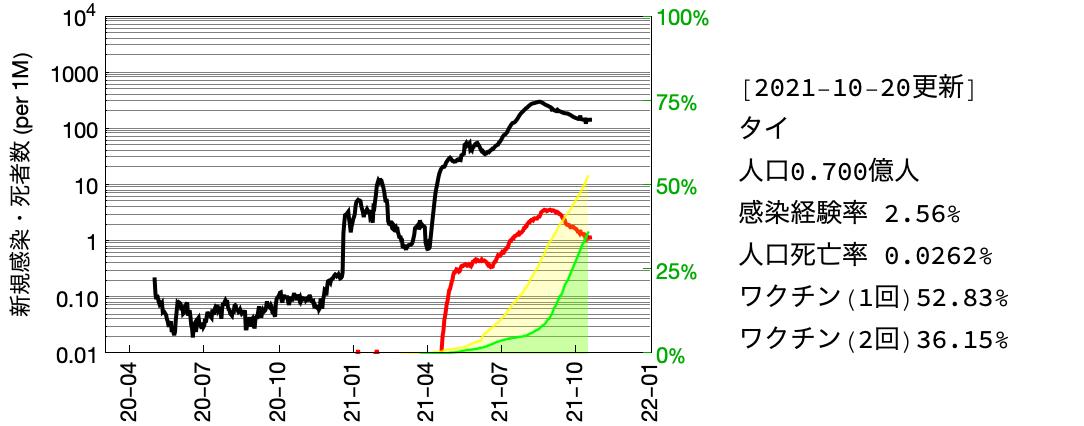 新規感染・死者数 (per 1M)
10^4
1000
100
10
1
0.10
0.01
100%
75%
50%
25%
0%
20-04
20-07
20-10
21-01
21-04
21-07
21-10
22-01
[2021-10-20更新]
タイ
人口0.700億人
感染経験率 2.56%
人口死亡率 0.0262%
ワクチン(1回)52.83%
ワクチン(2回)36.15%